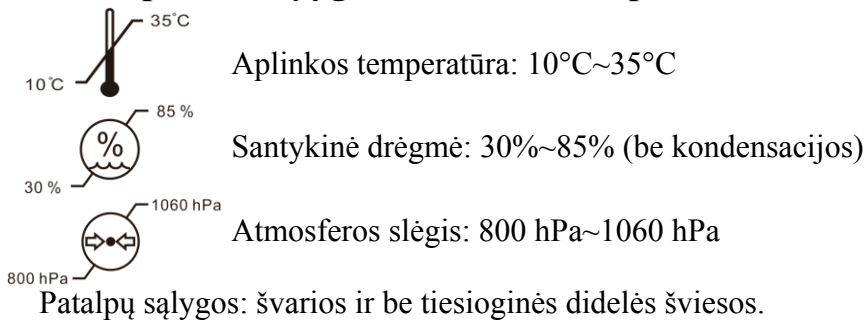 35°C
Aplinkos temperatūra: 10°C~35°C
10°C
85 %
%
Santykinė drėgmė: 30%~85% (be kondensacijos)
30 %
1060 hPa
Atmosferos slėgis: 800 hPa~1060 hPa
800 hPa
Patalpų sąlygos: švarios ir be tiesioginės didelės šviesos.